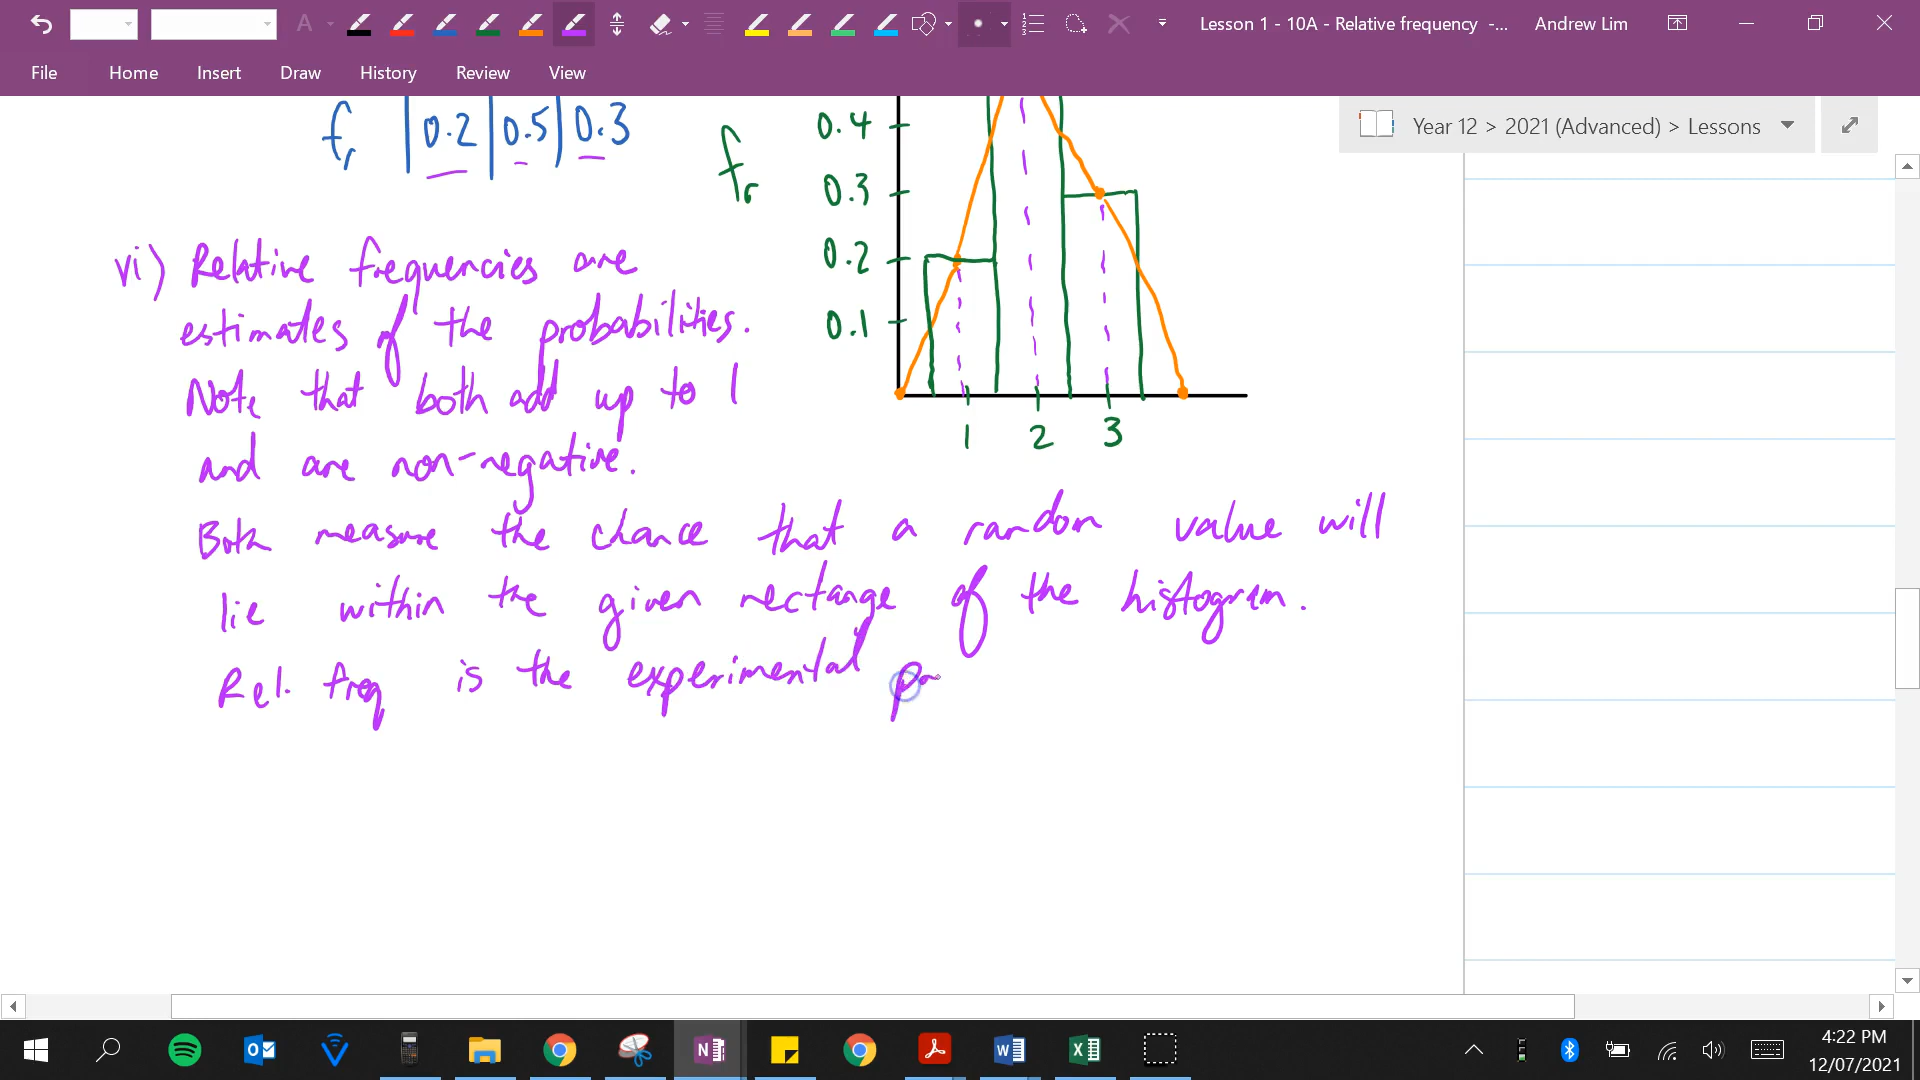 Lesson 1 - 10A - Relative frequency -...
Andrew Lim
File Home Insert Draw History Review View
Year 12 > 2021 (Advanced) > Lessons
fr | 0.2 | 0.5 | 0.3
fr
0.4
0.3
0.2
0.1
1 2 3
vi) Relative frequencies are
estimates of the probabilities.
Note that both add up to 1
and are non-negative.
Both measure the chance that a random value will
lie within the given rectange of the histogram.
Rel. freq is the experimental
4:22 PM
12/07/2021